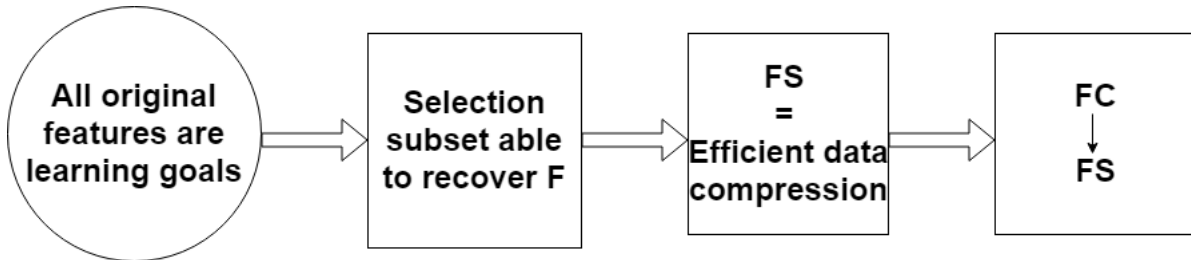 All original
features are
learning goals
Selection
subset able
to recover F
FS
=
Efficient data
compression
FC
FS